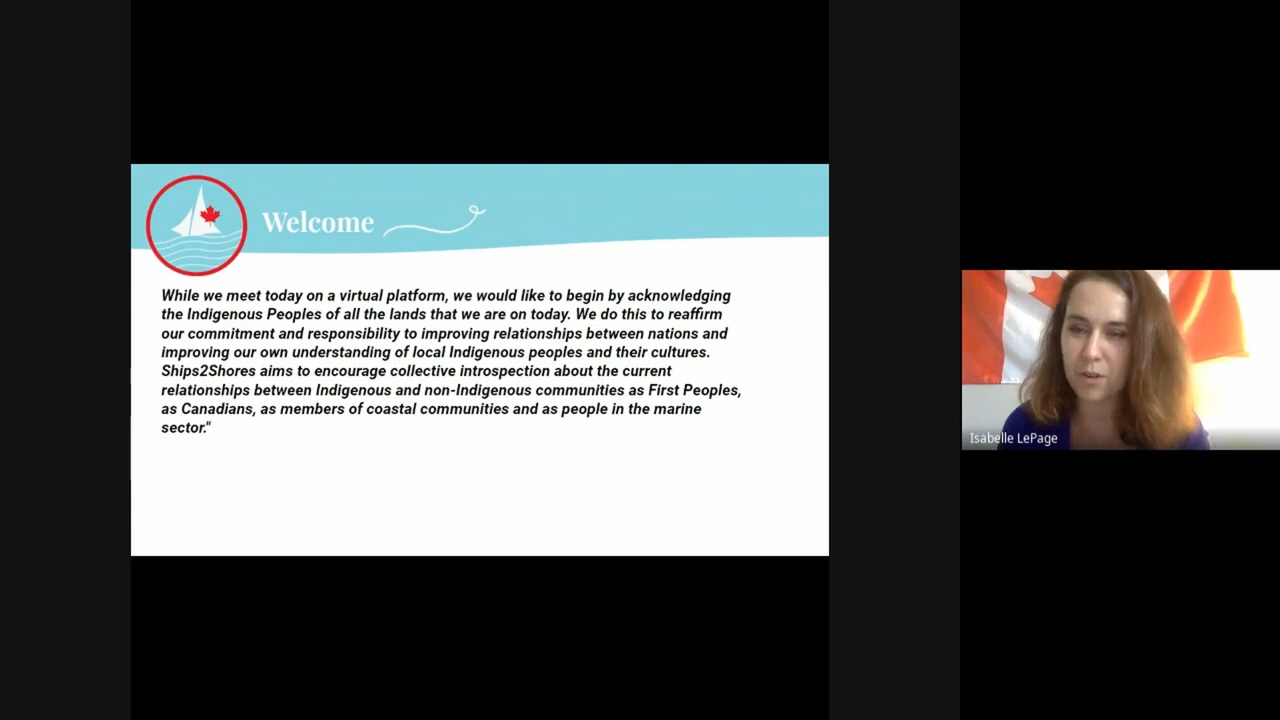 Welcome
While we meet today on a virtual platform, we would like to begin by acknowledging
the Indigenous Peoples of all the lands that we are on today. We do this to reaffirm
our commitment and responsibility to improving relationships between nations and
improving our own understanding of local Indigenous peoples and their cultures.
Ships2Shores aims to encourage collective introspection about the current
relationships between Indigenous and non-Indigenous communities as First Peoples,
as Canadians, as members of coastal communities and as people in the marine
sector."
Isabelle LePage